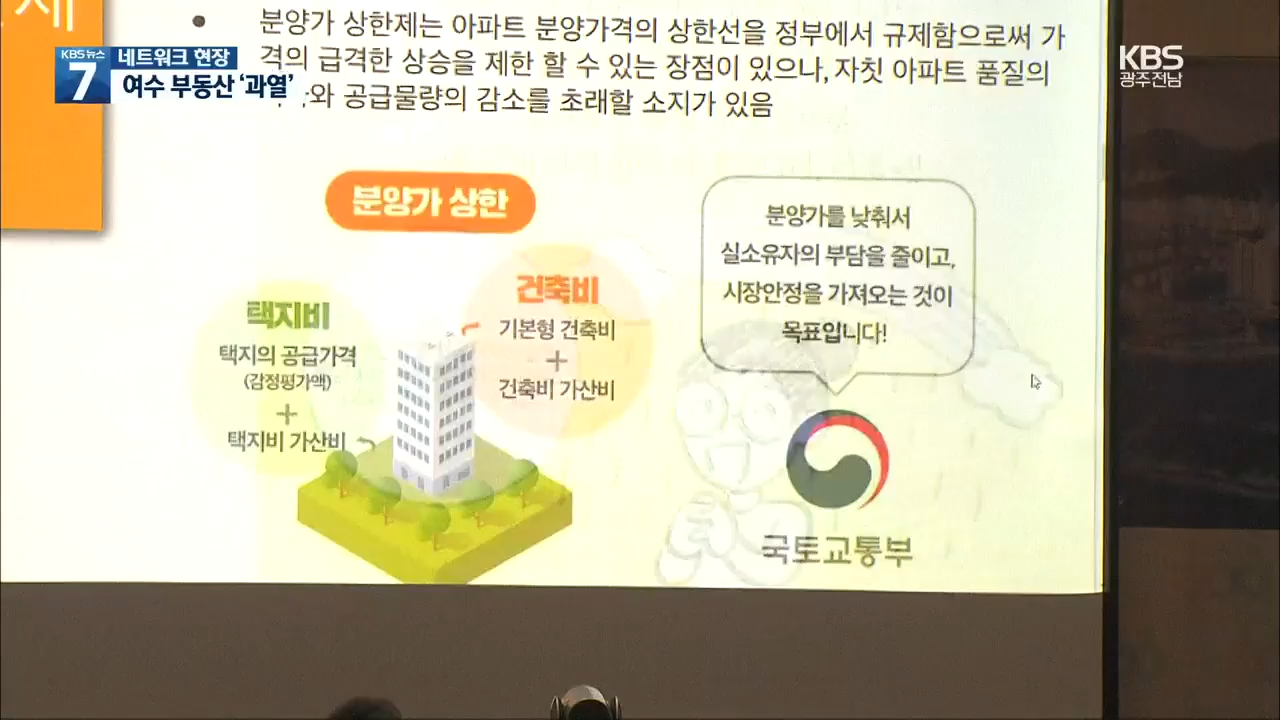 분양가 상한제는 아파트 분양가격의 상한선을 정부에서 규제함으로써 가
격의 급격한 상승을 제한 할 수 있는 장점이 있으나, 자칫 아파트 품질의
와 공급물량의 감소를 초래할 소지가 있음
KBS 뉴스
7
네트워크 현장
여수 부동산 '과열'
KBS
광주전남
분양가 상한
택지비
택지의 공급가격
(감정평가액)
+
택지비 가산비
건축비
기본형 건축비
+
건축비 가산비
분양가를 낮춰서
실소유자의 부담을 줄이고,
시장안정을 가져오는 것이
목표입니다!
국토교통부